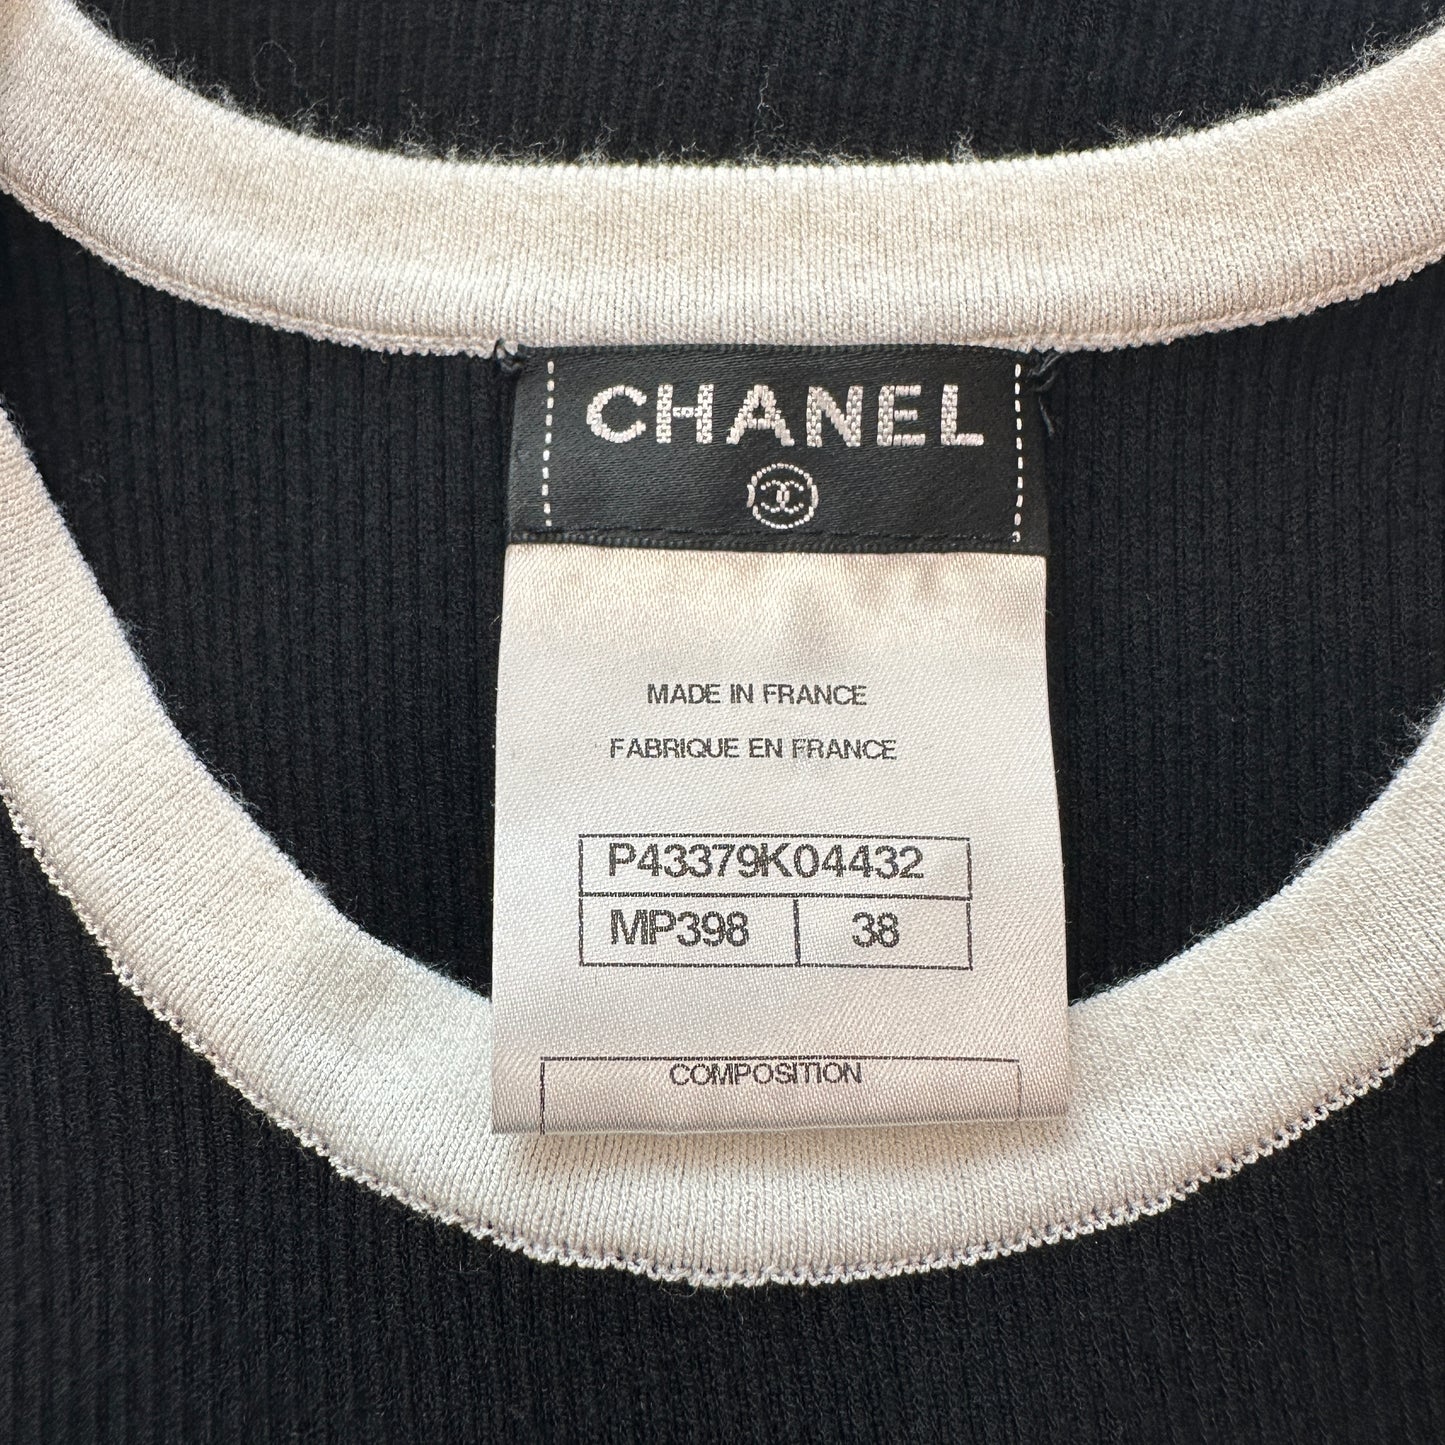 CHANEL
MADE IN FRANCE
FABRIQUE EN FRANCE
P43379K04432
MP398 38
COMPOSITION